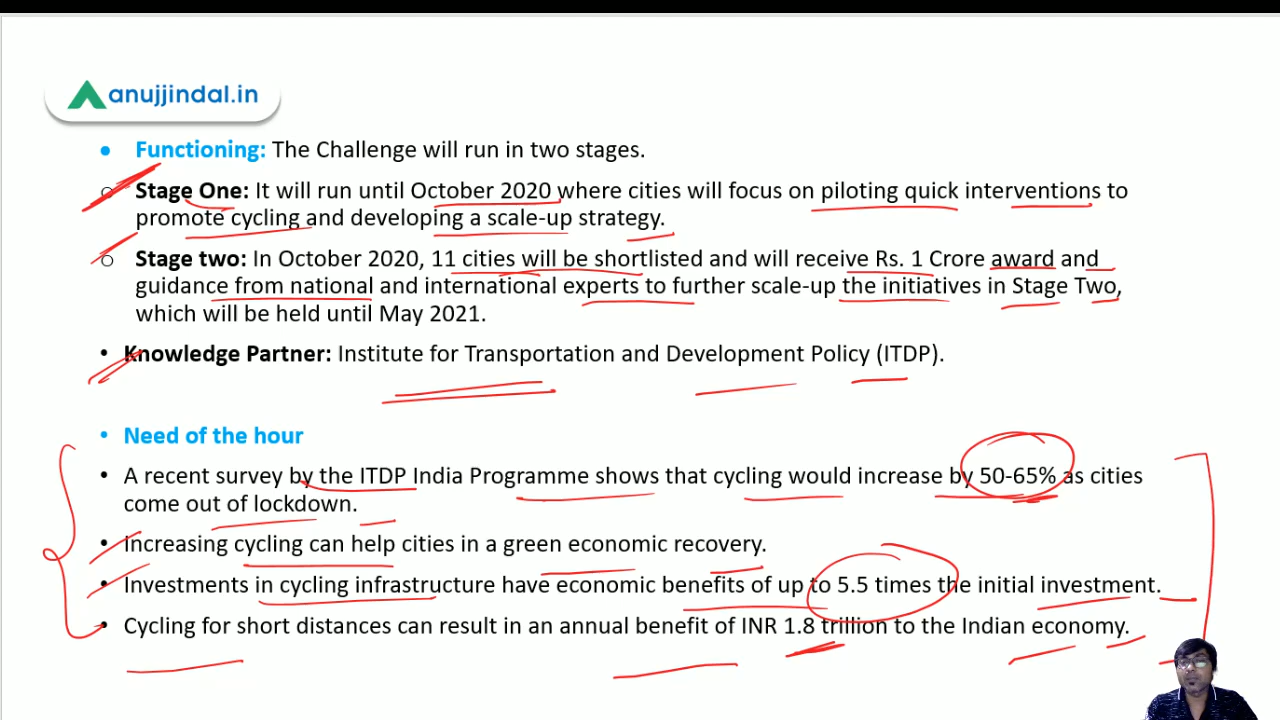 anujjindal.in
• Functioning: The Challenge will run in two stages.
o Stage One: It will run until October 2020 where cities will focus on piloting quick interventions to
promote cycling and developing a scale-up strategy.
o Stage two: In October 2020, 11 cities will be shortlisted and will receive Rs. 1 Crore award and
guidance from national and international experts to further scale-up the initiatives in Stage Two,
which will be held until May 2021.
• Knowledge Partner: Institute for Transportation and Development Policy (ITDP).
• Need of the hour
• A recent survey by the ITDP India Programme shows that cycling would increase by 50-65% as cities
come out of lockdown.
• Increasing cycling can help cities in a green economic recovery.
• Investments in cycling infrastructure have economic benefits of up to 5.5 times the initial investment.
• Cycling for short distances can result in an annual benefit of INR 1.8 trillion to the Indian economy.